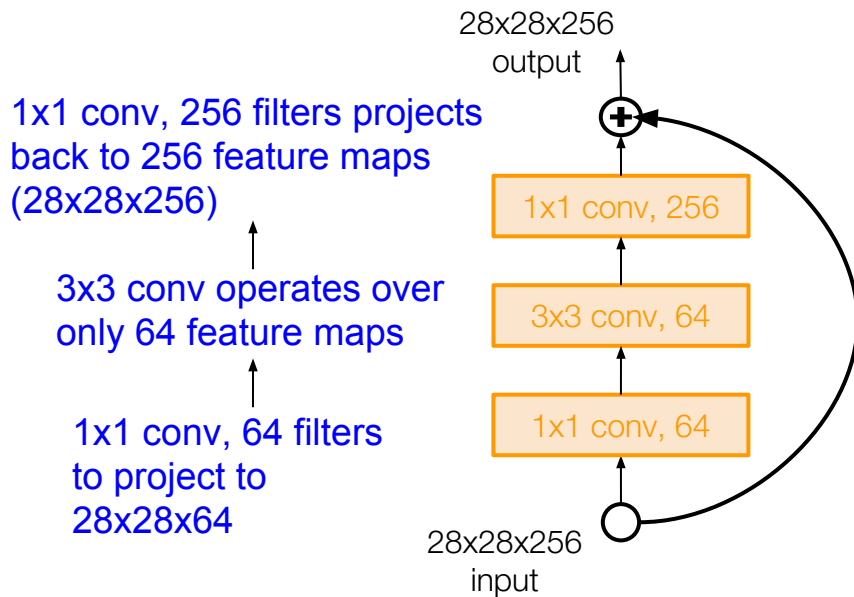 28x28x256
output
1x1 conv, 256 filters projects
back to 256 feature maps
(28x28x256)
3x3 conv operates over
only 64 feature maps
1x1 conv, 64 filters
to project to
28x28x64
1x1 conv, 256
3x3 conv, 64
1x1 conv, 64
28x28x256
input